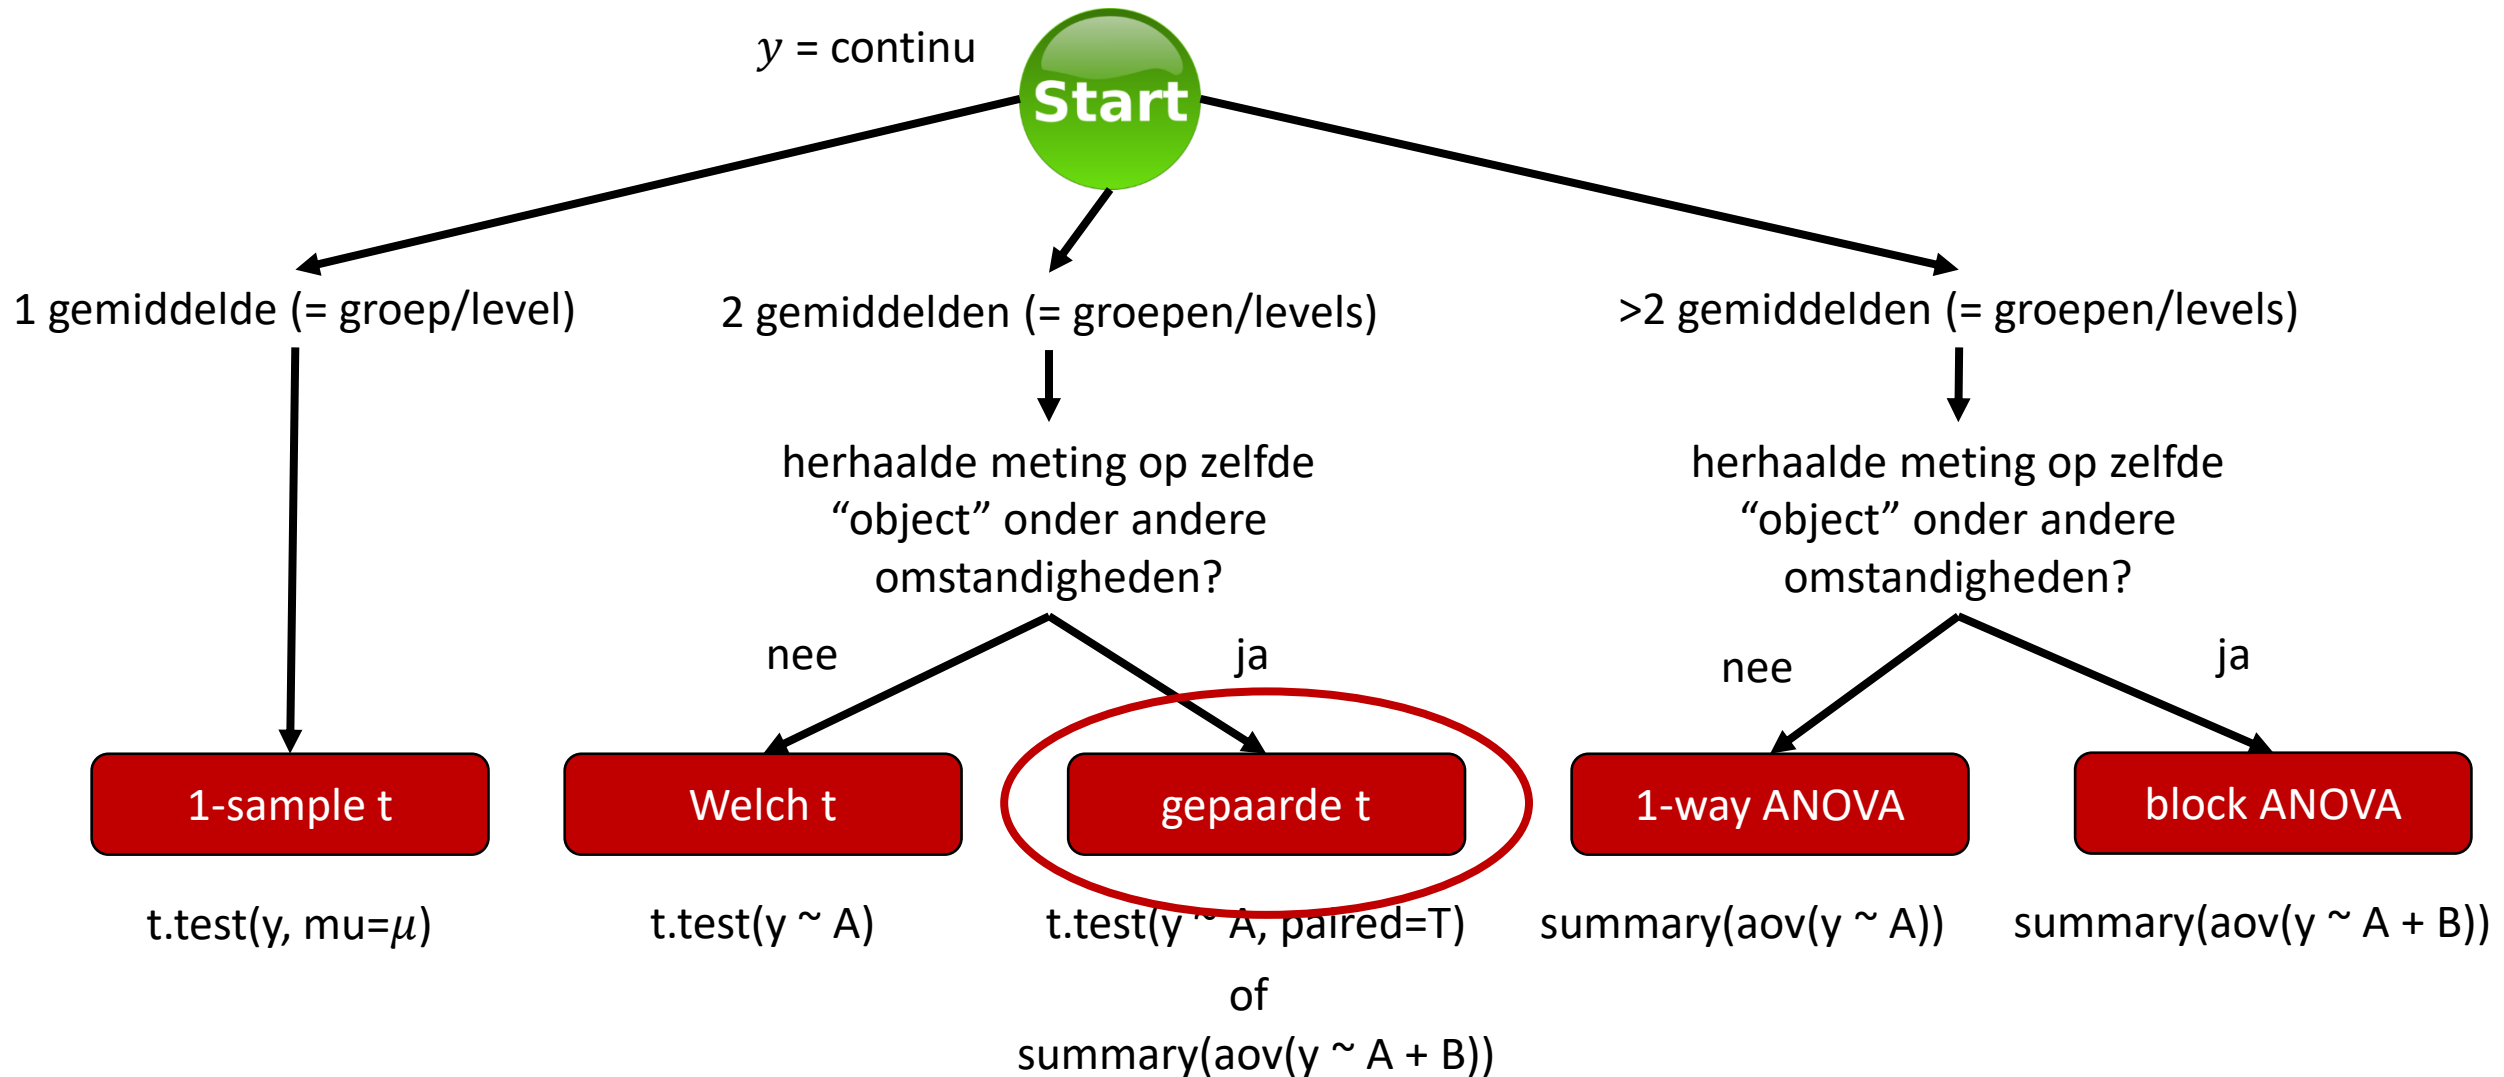 𝑦 = continu
Start
1 gemiddelde (= groep/level)
2 gemiddelden (= groepen/levels)
>2 gemiddelden (= groepen/levels)
herhaalde meting op zelfde
“object” onder andere
omstandigheden?
herhaalde meting op zelfde
“object” onder andere
omstandigheden?
nee
ja
nee
ja
1-sample t
Welch t
gepaarde t
1-way ANOVA
block ANOVA
t.test(y, mu=𝜇)
t.test(y ~ A)
t.test(y ~ A, paired=T)
of
summary(aov(y ~ A + B))
summary(aov(y ~ A))
summary(aov(y ~ A + B))